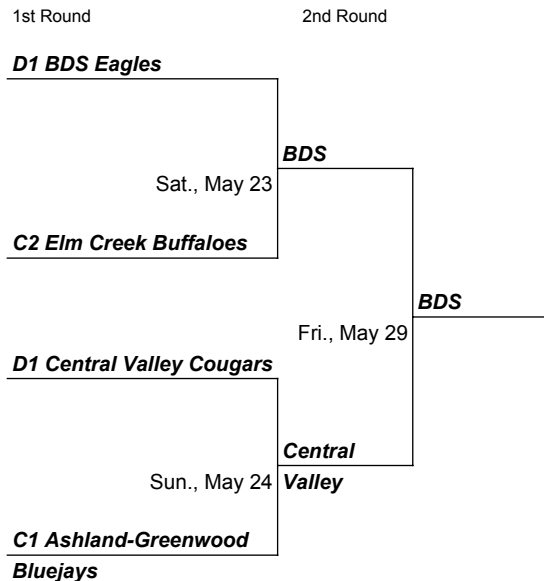 1st Round
2nd Round
D1 BDS Eagles
BDS
Sat., May 23
C2 Elm Creek Buffaloes
BDS
Fri., May 29
D1 Central Valley Cougars
Central
Valley
Sun., May 24
C1 Ashland-Greenwood
Bluejays